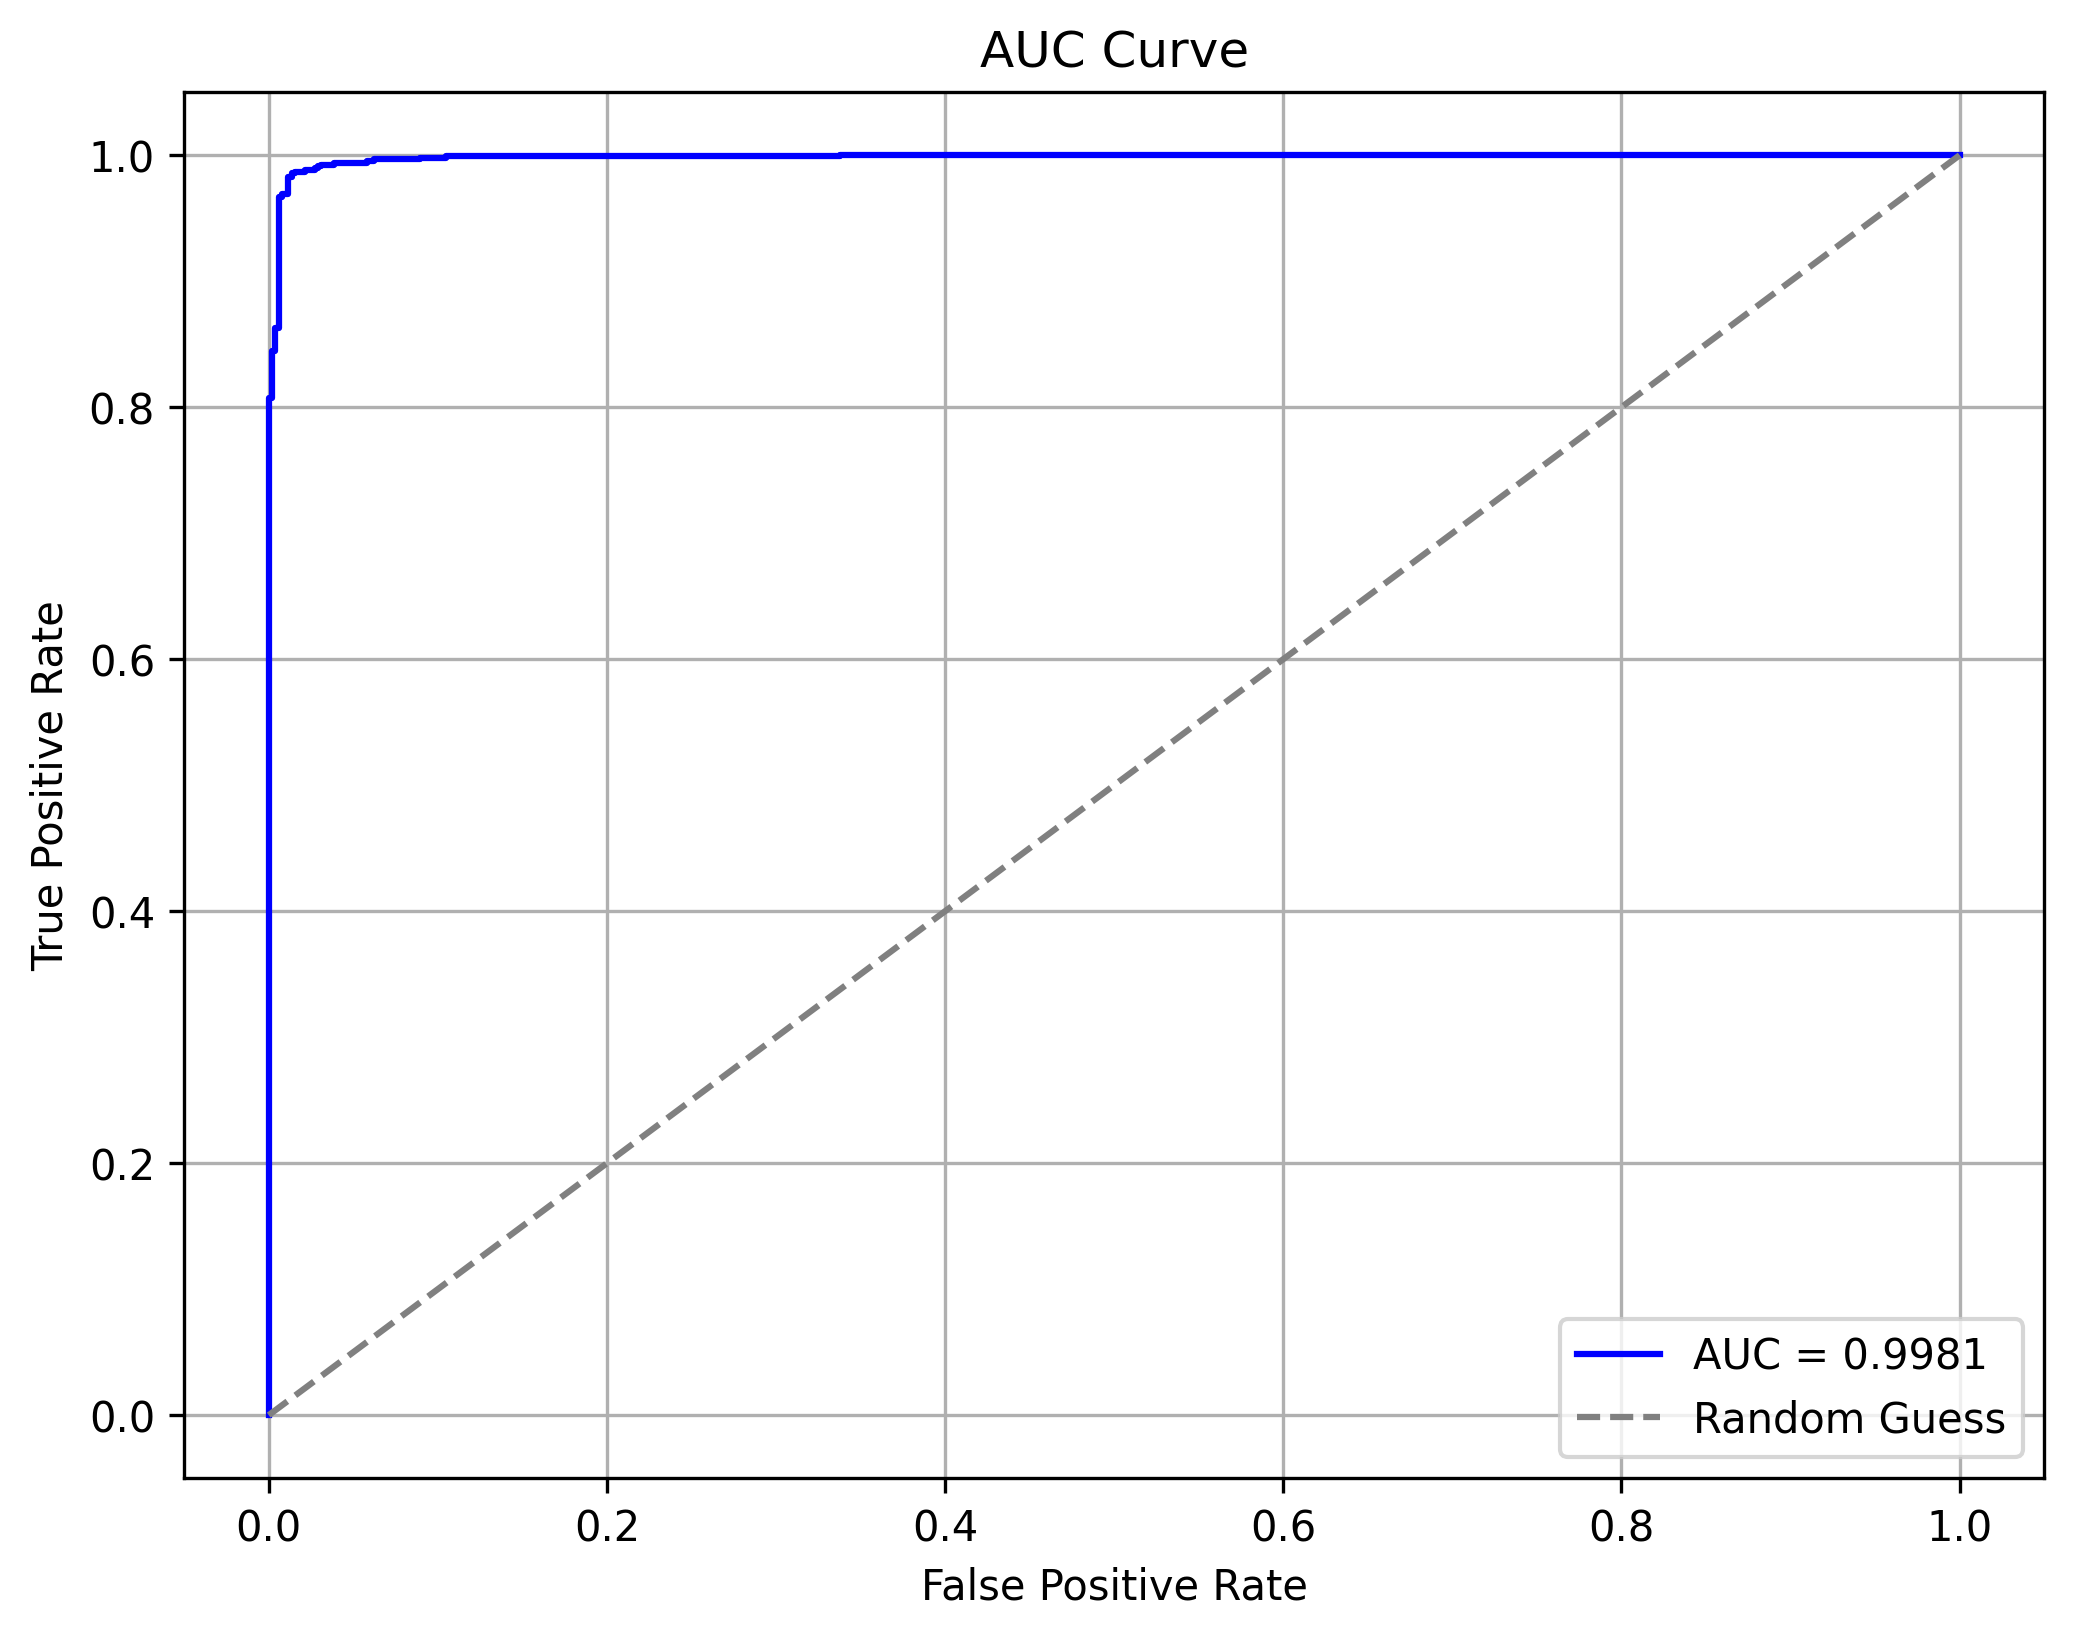 AUC Curve
True Positive Rate
1.0
0.8
0.6
0.4
0.2
0.0
AUC = 0.9981
Random Guess
0.0 0.2 0.4 0.6 0.8 1.0
False Positive Rate